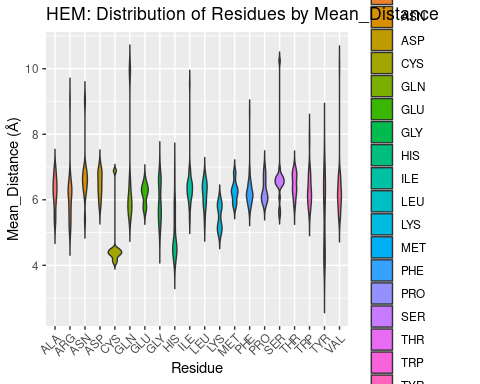 HEM: Distribution of Residues by Mean_Distance
Mean_Distance (Å)
10
8
6
4
ALA
ARG
ASN
ASP
CYS
GLN
GLU
GLY
HIS
ILE
LEU
LYS
MET
PHE
PRO
SER
THR
TRP
TYR
VAL
Residue
ASN
ASP
CYS
GLN
GLU
GLY
HIS
ILE
LEU
LYS
MET
PHE
PRO
SER
THR
TRP
TYR